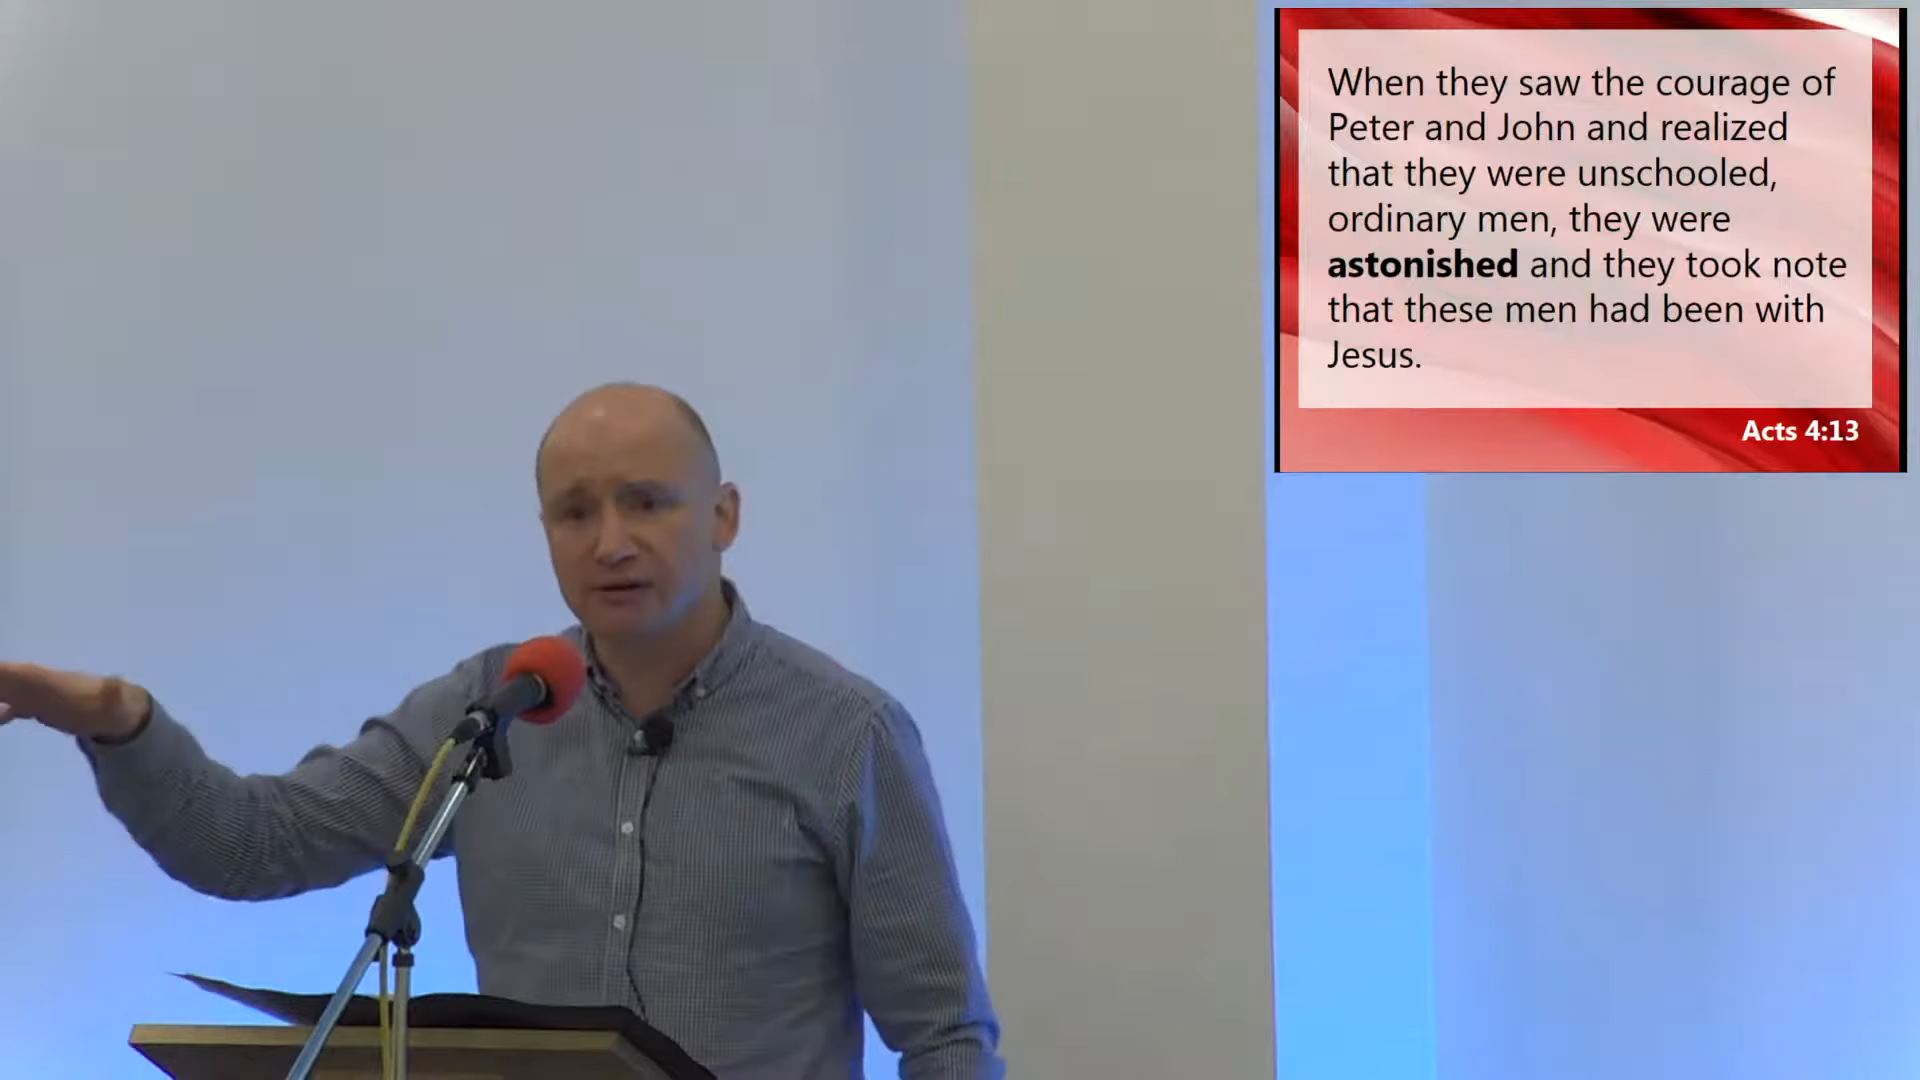 When they saw the courage of
Peter and John and realized
that they were unschooled,
ordinary men, they were
astonished and they took note
that these men had been with
Jesus.
Acts 4:13